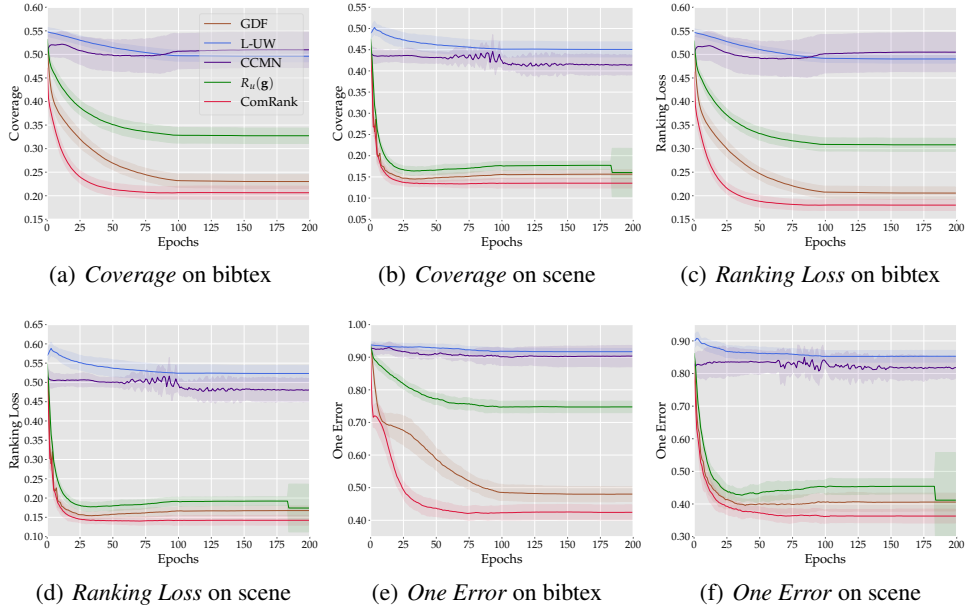 0.55
0.50
0.45
0.40
0.35
0.30
0.25
0.20
0.15
Coverage
GDF
L-UW
CCMN
R_u(g)
ComRank
0 25 50 75 100 125 150 175 200
Epochs
(a) Coverage on bibtex
0.55
0.50
0.45
0.40
0.35
0.30
0.25
0.20
0.15
0.10
0.05
Coverage
0 25 50 75 100 125 150 175 200
Epochs
(b) Coverage on scene
0.55
0.50
0.45
0.40
0.35
0.30
0.25
0.20
0.15
Ranking Loss
0 25 50 75 100 125 150 175 200
Epochs
(c) Ranking Loss on bibtex
0.65
0.60
0.55
0.50
0.45
0.40
0.35
0.30
0.25
0.20
0.15
0.10
Ranking Loss
0 25 50 75 100 125 150 175 200
Epochs
(d) Ranking Loss on scene
1.00
0.90
0.80
0.70
0.60
0.50
0.40
One Error
0 25 50 75 100 125 150 175 200
Epochs
(e) One Error on bibtex
0.90
0.80
0.70
0.60
0.50
0.40
0.30
One Error
0 25 50 75 100 125 150 175 200
Epochs
(f) One Error on scene